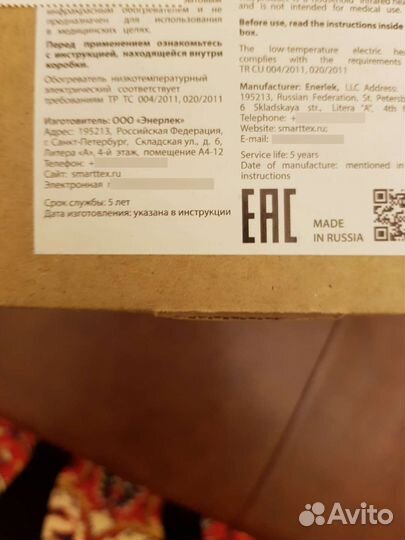 бытовым
инфракрасным обогревателем и не
предназначен для использования
в медицинских целях.
Перед применением ознакомьтесь
с инструкцией, находящейся внутри
коробки.
Обогреватель низкотемпературный
электрический соответствует
требованиям ТР ТС 004/2011, 020/2011
Изготовитель: ООО «Энерлек»
Адрес: 195213, Российская Федерация,
г. Санкт-Петербург, Складская ул., д. 6,
Литера «А», 4-й этаж, помещение А4-12
Телефон: +
Сайт: smarttex.ru
Электронная
Срок службы: 5 лет
Дата изготовления: указана в инструкции
household infrared
and is not intended for medical use.
Before use, read the instructions inside
box.
The low-temperature electric
complies with the requirements
TR CU 004/2011, 020/2011
Manufacturer: Enerlek, LLC Address:
195213, Russian Federation, St. Petersb
6 Skladskaya str., Litera "A", 4th
Telephone: +
Website: smarttex.ru;
E-mail:
Service life: 5 years
Date of manufacture: mentioned in
instructions
EAC
MADE
IN RUSSIA
Avito